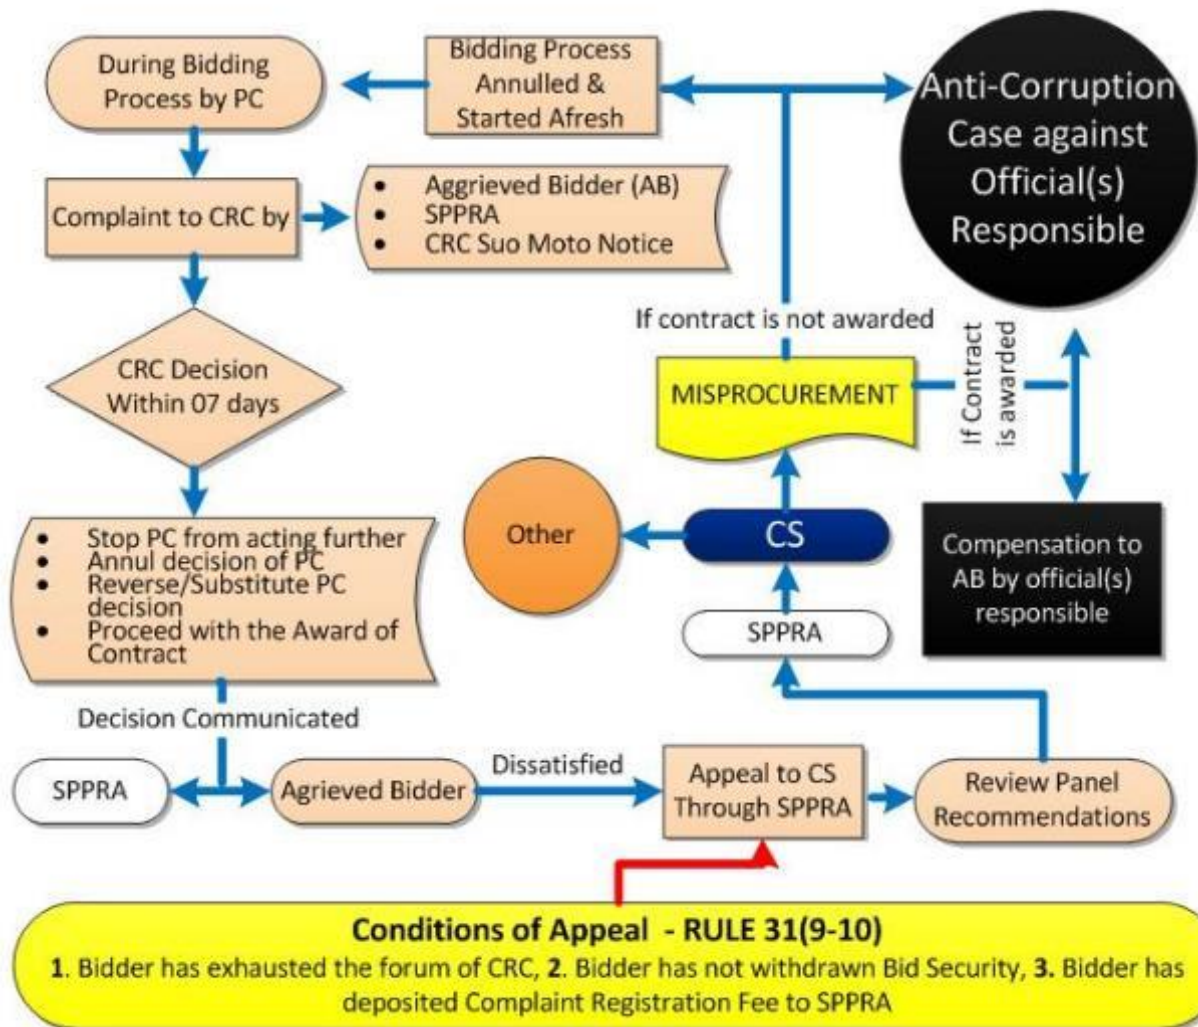 During Bidding
Process by PC
Bidding Process
Annulled &
Started Afresh
Anti-Corruption
Case against
Official(s)
Responsible
Complaint to CRC by
• Aggrieved Bidder (AB)
• SPPRA
• CRC Suo Moto Notice
If contract is not awarded
CRC Decision
Within 07 days
MISPROCUREMENT
If Contract
is awarded
• Stop PC from acting further
• Annul decision of PC
• Reverse/Substitute PC
decision
• Proceed with the Award of
Contract
Other
CS
Compensation to
AB by official(s)
responsible
SPPRA
Decision Communicated
SPPRA
Agrieved Bidder
Dissatisfied
Appeal to CS
Through SPPRA
Review Panel
Recommendations
Conditions of Appeal - RULE 31(9-10)
1. Bidder has exhausted the forum of CRC, 2. Bidder has not withdrawn Bid Security, 3. Bidder has
deposited Complaint Registration Fee to SPPRA